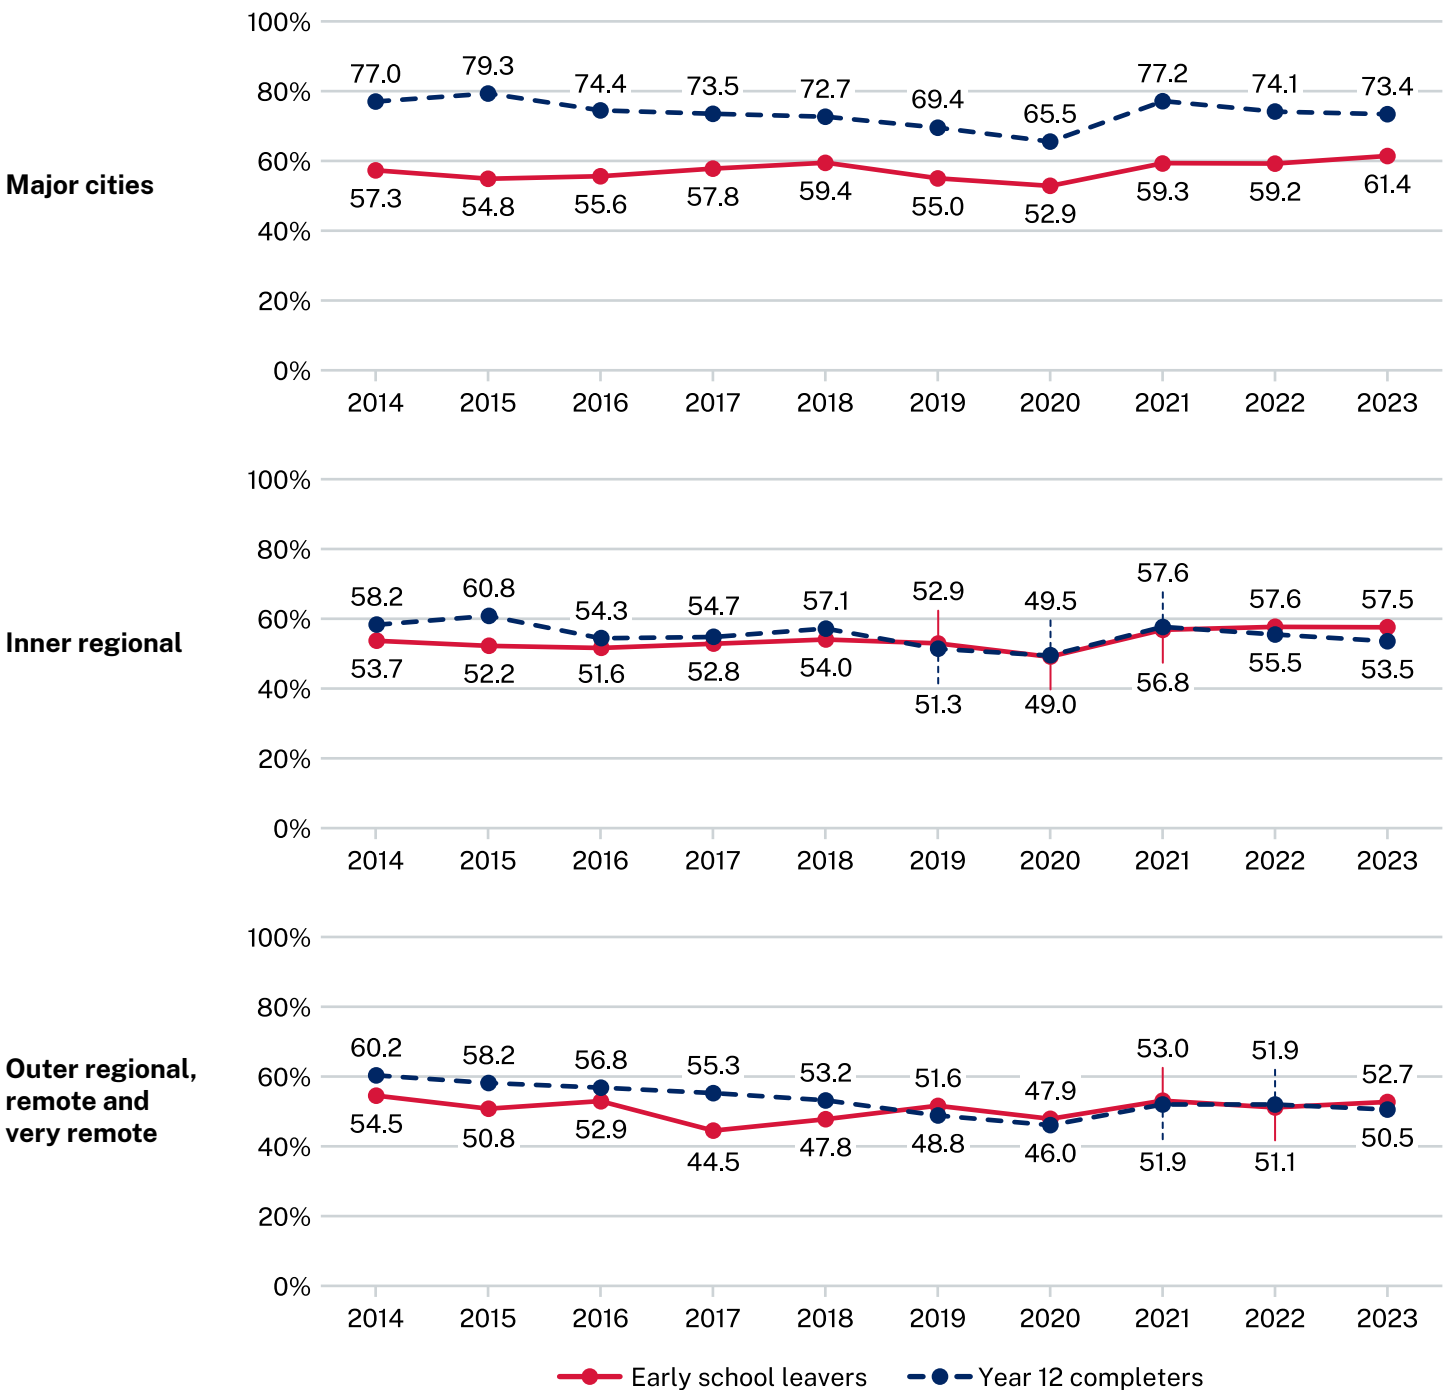 100%
77.0 79.3 74.4 73.5 72.7 69.4 65.5 77.2 74.1 73.4
80%
60%
Major cities
57.3 54.8 55.6 57.8 59.4 55.0 52.9 59.3 59.2 61.4
40%
20%
0%
2014 2015 2016 2017 2018 2019 2020 2021 2022 2023
100%
80%
58.2 60.8 54.3 54.7 57.1 52.9 49.5 57.6 57.6 57.5
60%
Inner regional
53.7 52.2 51.6 52.8 54.0 51.3 49.0 56.8 55.5 53.5
40%
20%
0%
2014 2015 2016 2017 2018 2019 2020 2021 2022 2023
100%
80%
60.2 58.2 56.8 55.3 53.2 51.6 47.9 53.0 51.9 52.7
60%
Outer regional,
remote and
very remote
54.5 50.8 52.9 44.5 47.8 48.8 46.0 51.9 51.1 50.5
40%
20%
0%
2014 2015 2016 2017 2018 2019 2020 2021 2022 2023
Early school leavers Year 12 completers